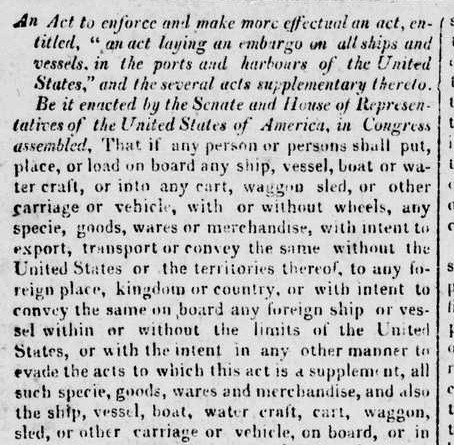 An Act to enforce and make more effectual an act, en-
titled, "an act laying an embargo on all ships and
vessels. in the ports and harbours of the United
States," and the several acts supplementary thereto.
Be it enacted by the Senate and House of Represen-
tatives of the United States of America, in Congress
assembled, That if any person or persons shall put,
place, or load on board any ship, vessel, boat or wa-
ter craft, or into any cart, waggon sled, or other
carriage or vehicle, with or without wheels, any
specie, goods, wares or merchandise, with intent to
export, transport or convey the same without the
United States or the territories thereof, to any fo-
reign place, kingdom or country, or with intent to
convey the same on board any foreign ship or ves-
sel within or without the limits of the United
States, or with the intent in any other manner to
evade the acts to which this act is a supplement, all
such specie, goods, wares and merchandise, and also
the ship, vessel, boat, water craft, cart, waggon,
sled, or other carriage or vehicle, on board, or in